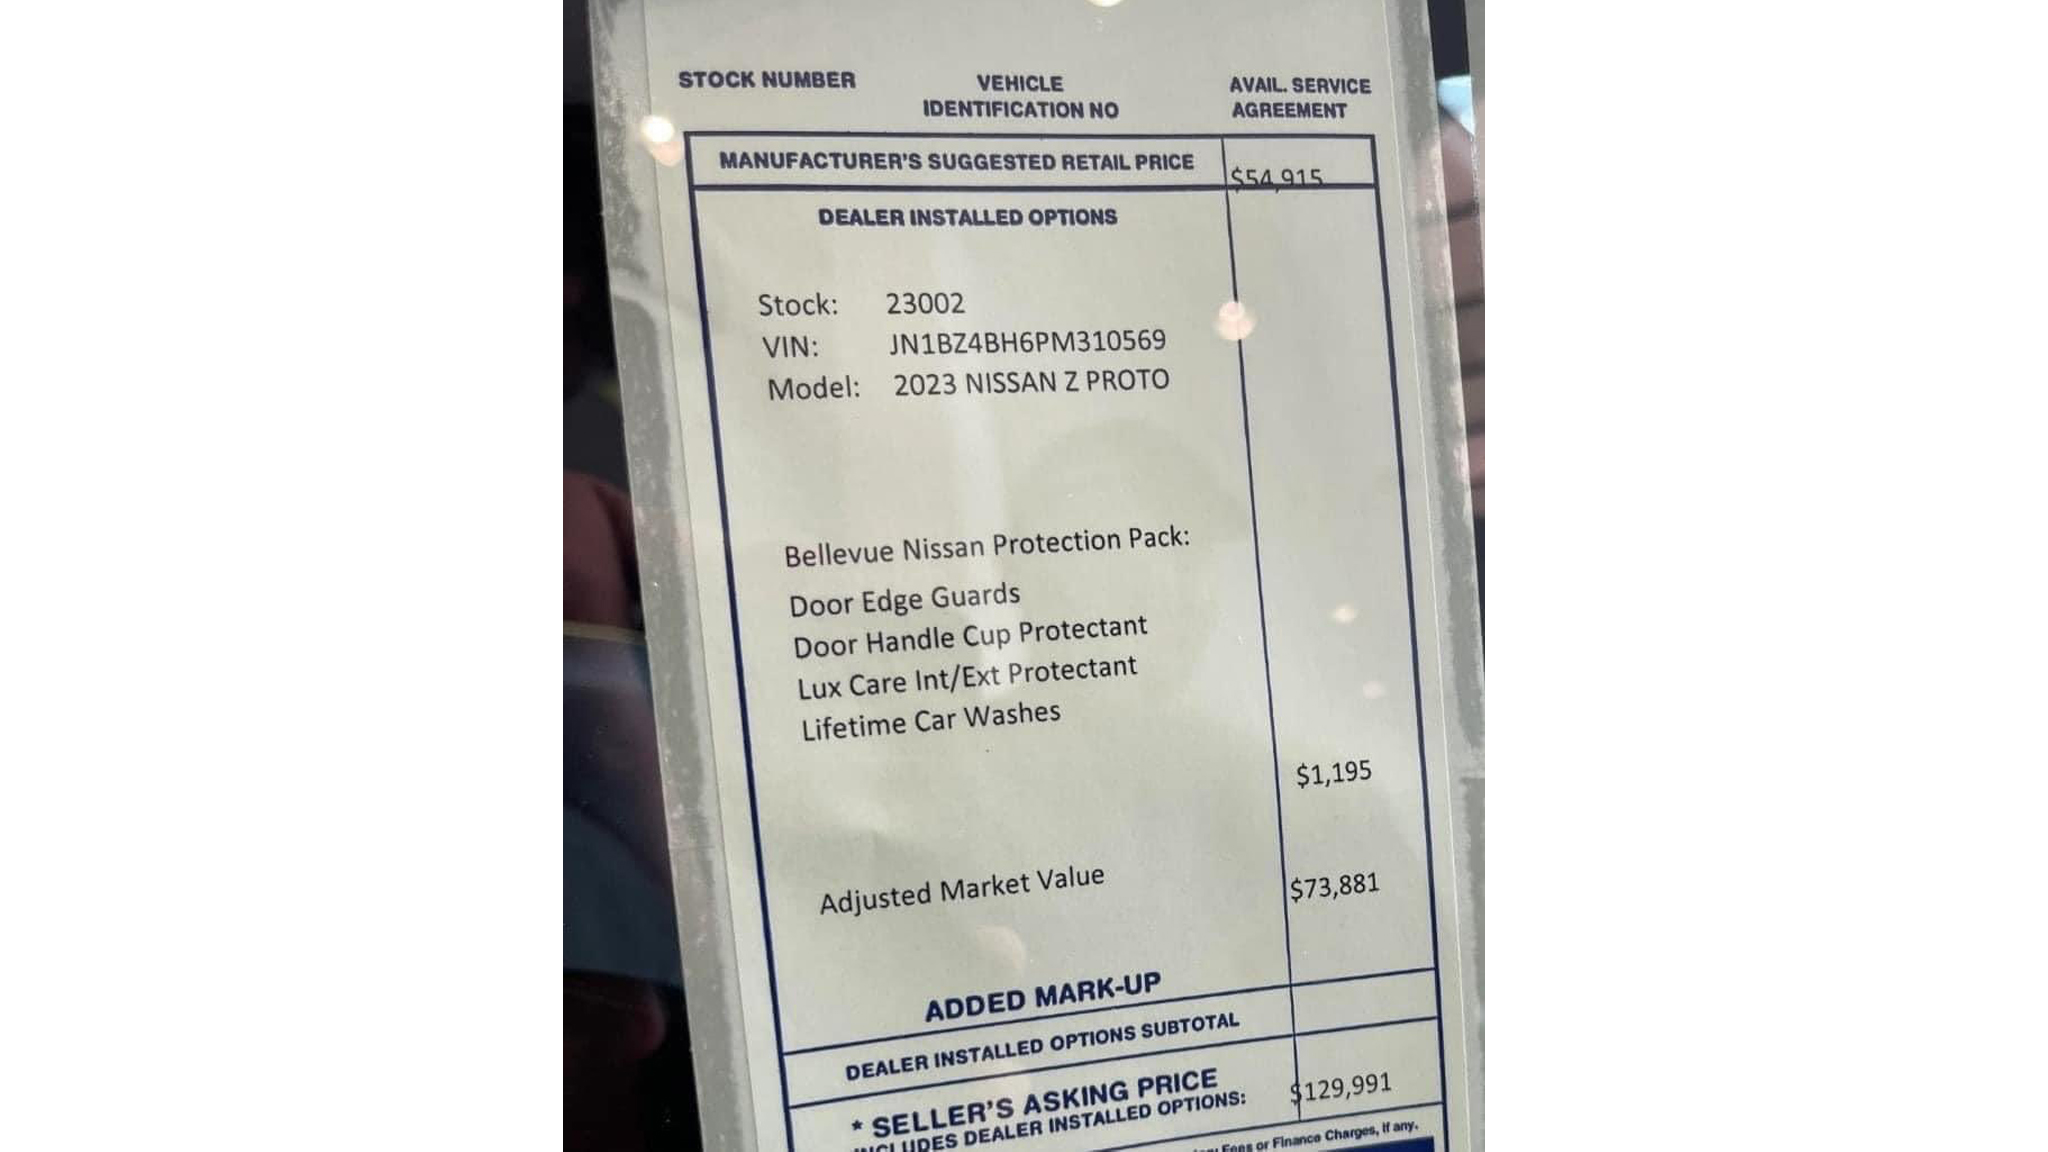 STOCK NUMBER
VEHICLE
IDENTIFICATION NO
AVAIL. SERVICE
AGREEMENT
MANUFACTURER'S SUGGESTED RETAIL PRICE $54,915
DEALER INSTALLED OPTIONS
Stock: 23002
VIN: JN1BZ4BH6PM310569
Model: 2023 NISSAN Z PROTO
Bellevue Nissan Protection Pack:
Door Edge Guards
Door Handle Cup Protectant
Lux Care Int/Ext Protectant
Lifetime Car Washes
$1,195
Adjusted Market Value $73,881
ADDED MARK-UP
DEALER INSTALLED OPTIONS SUBTOTAL
* SELLER'S ASKING PRICE $129,991
INCLUDES DEALER INSTALLED OPTIONS:
Fees or Finance Charges, if any.